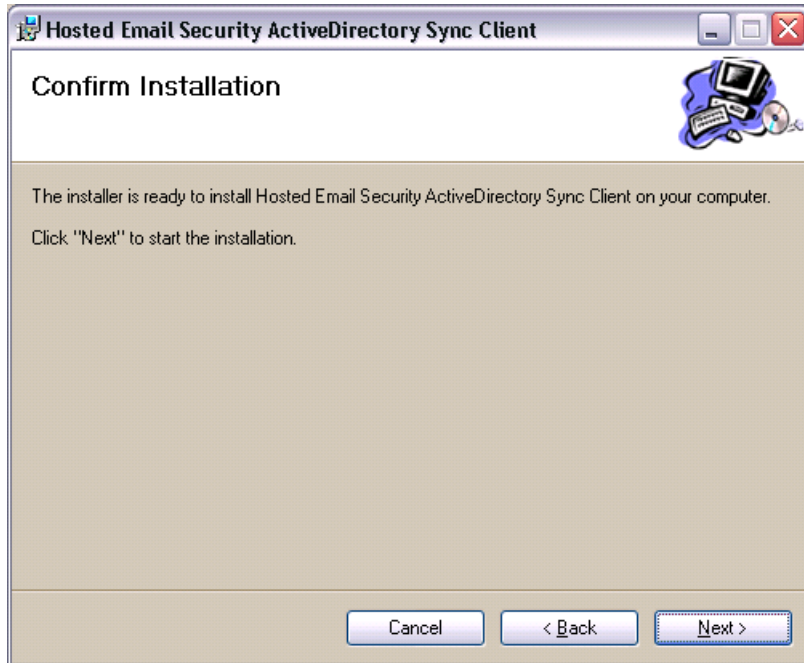 Hosted Email Security ActiveDirectory Sync Client
Confirm Installation
The installer is ready to install Hosted Email Security ActiveDirectory Sync Client on your computer.
Click "Next" to start the installation.
Cancel
< Back
Next >